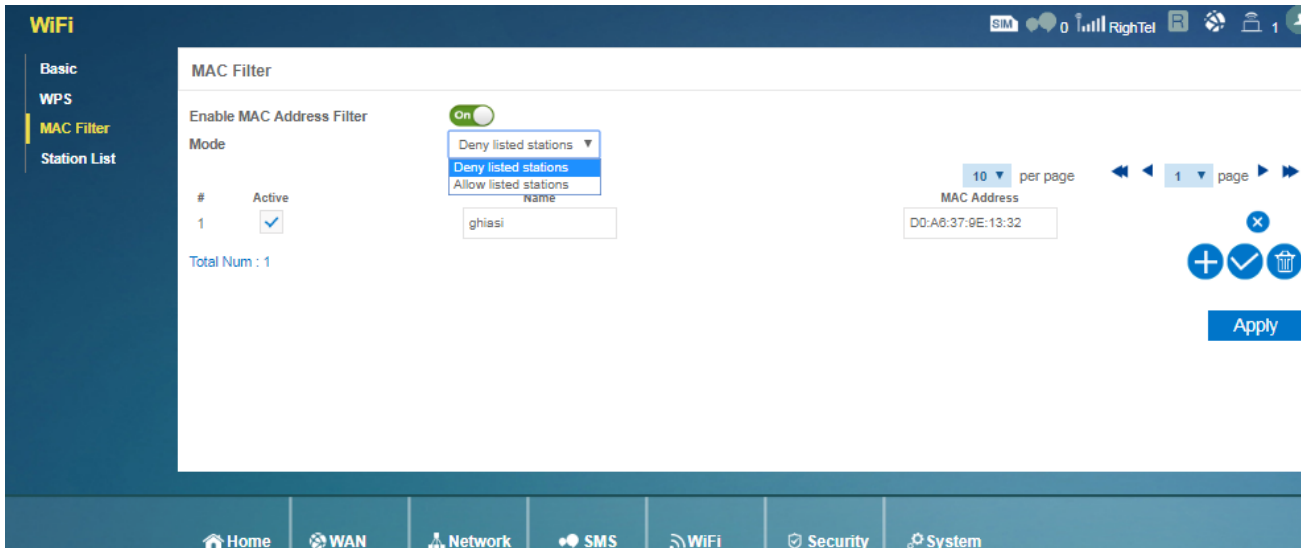 WiFi
SIM 0 RighTel R 1
Basic
WPS
MAC Filter
Station List
MAC Filter
Enable MAC Address Filter On
Mode Deny listed stations
Deny listed stations
Allow listed stations
10 per page 1 page
# Active Name MAC Address
1 ghiasi D0:A6:37:9E:13:32
Total Num : 1
Apply
Home WAN Network SMS WiFi Security System